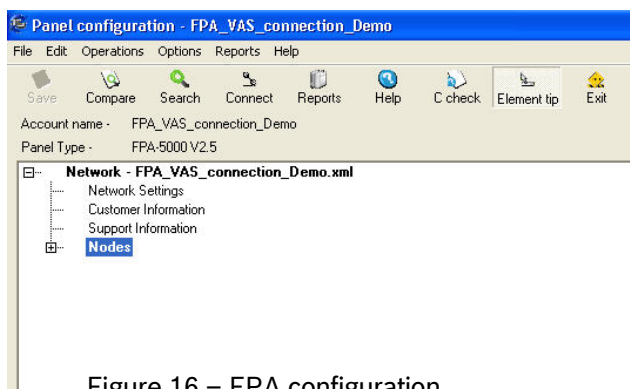 Panel configuration - FPA_VAS_connection_Demo
File Edit Operations Options Reports Help
Save Compare Search Connect Reports Help C check Element tip Exit
Account name - FPA_VAS_connection_Demo
Panel Type - FPA-5000 V2.5
Network - FPA_VAS_connection_Demo.xml
Network Settings
Customer Information
Support Information
Nodes
Figure 16 – FPA configuration